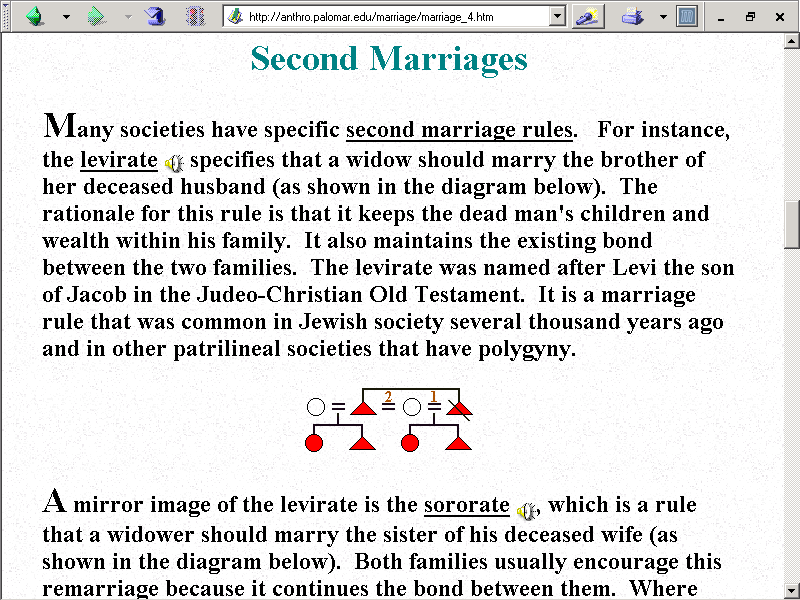 http://anthro.palomar.edu/marriage/marriage_4.htm
Second Marriages
Many societies have specific second marriage rules. For instance,
the levirate specifies that a widow should marry the brother of
her deceased husband (as shown in the diagram below). The
rationale for this rule is that it keeps the dead man's children and
wealth within his family. It also maintains the existing bond
between the two families. The levirate was named after Levi the son
of Jacob in the Judeo-Christian Old Testament. It is a marriage
rule that was common in Jewish society several thousand years ago
and in other patrilineal societies that have polygyny.
= 2 = 1 =
A mirror image of the levirate is the sororate , which is a rule
that a widower should marry the sister of his deceased wife (as
shown in the diagram below). Both families usually encourage this
remarriage because it continues the bond between them. Where